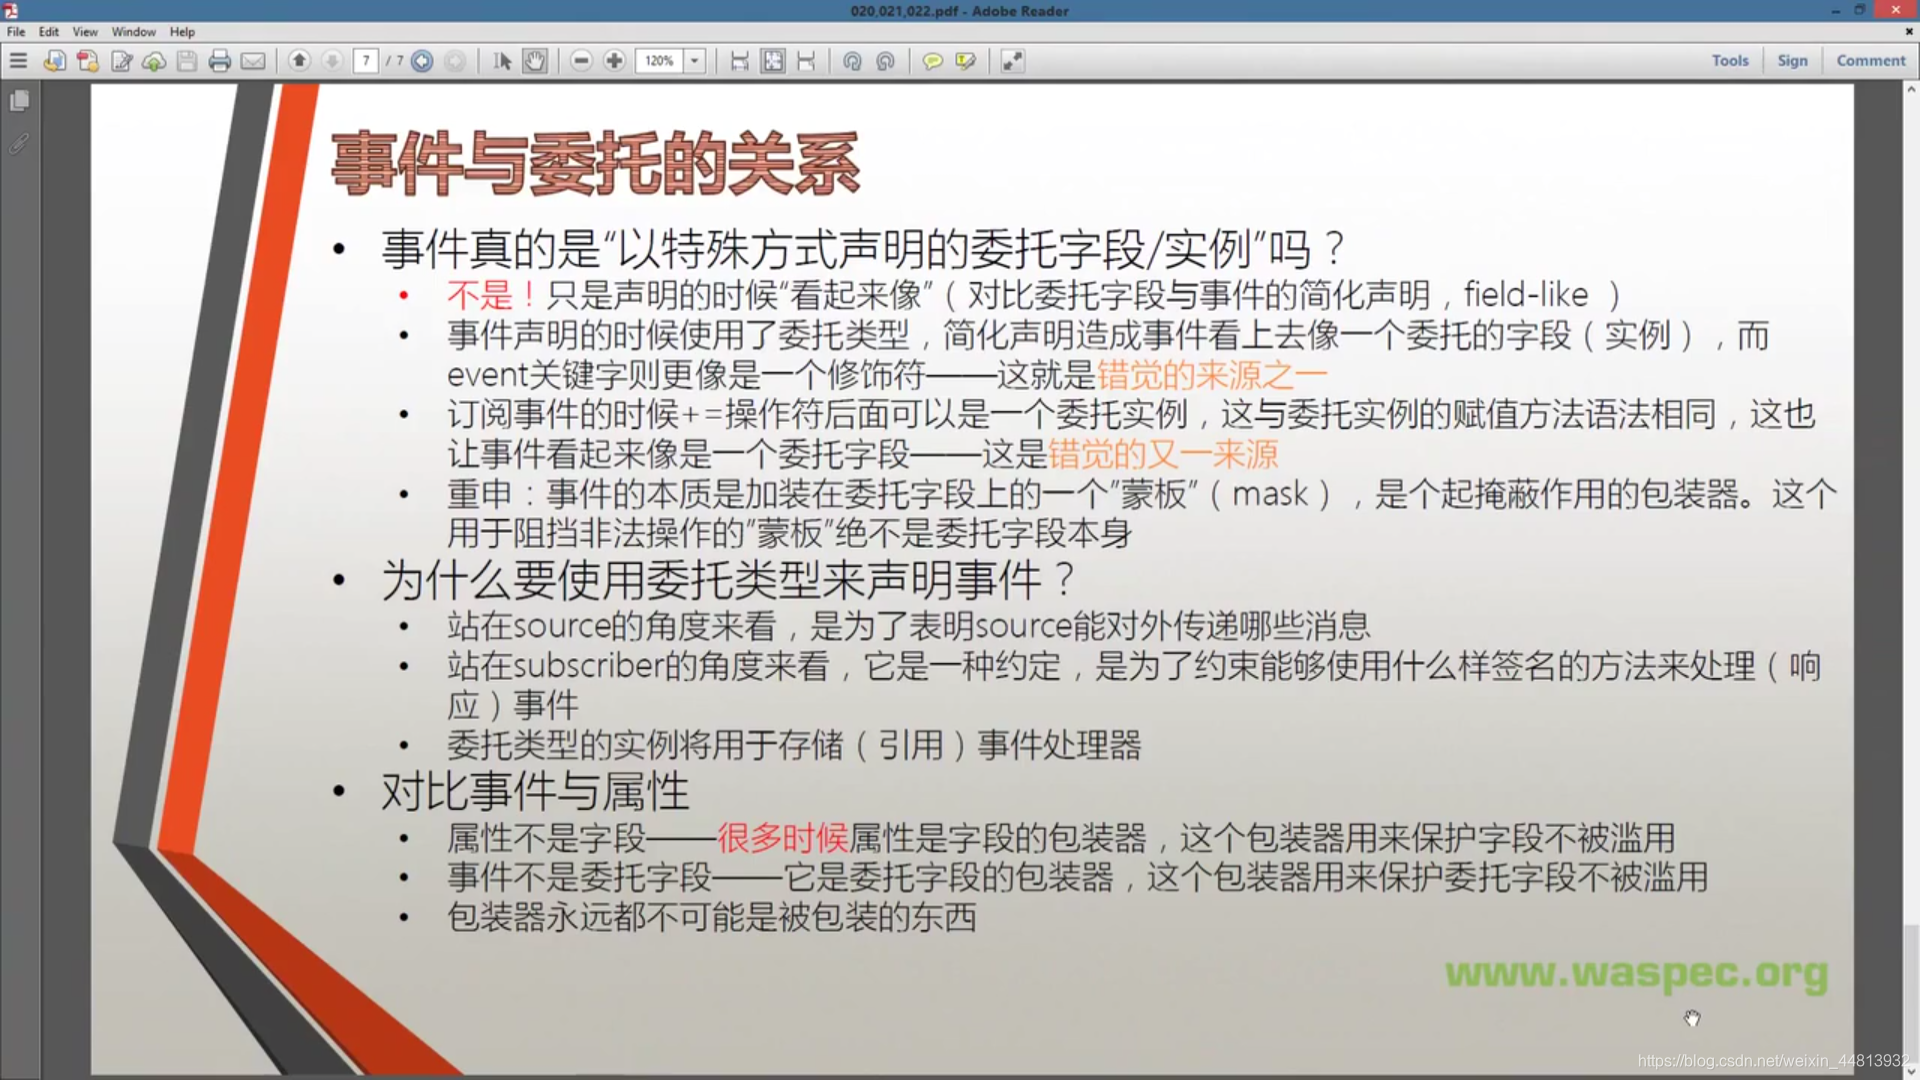 020,021,022.pdf - Adobe Reader
File Edit View Window Help
7 / 7 120% Tools Sign Comment
事件与委托的关系
• 事件真的是“以特殊方式声明的委托字段/实例”吗？
• 不是！只是声明的时候“看起来像”（对比委托字段与事件的简化声明，field-like ）
• 事件声明的时候使用了委托类型，简化声明造成事件看上去像一个委托的字段（实例），而
event关键字则更像是一个修饰符——这就是错觉的来源之一
• 订阅事件的时候+=操作符后面可以是一个委托实例，这与委托实例的赋值方法语法相同，这也
让事件看起来像是一个委托字段——这是错觉的又一来源
• 重申：事件的本质是加装在委托字段上的一个“蒙板”（mask），是个起掩蔽作用的包装器。这个
用于阻挡非法操作的“蒙板”绝不是委托字段本身
• 为什么要使用委托类型来声明事件？
• 站在source的角度来看，是为了表明source能对外传递哪些消息
• 站在subscriber的角度来看，它是一种约定，是为了约束能够使用什么样签名的方法来处理（响
应）事件
• 委托类型的实例将用于存储（引用）事件处理器
• 对比事件与属性
• 属性不是字段——很多时候属性是字段的包装器，这个包装器用来保护字段不被滥用
• 事件不是委托字段——它是委托字段的包装器，这个包装器用来保护委托字段不被滥用
• 包装器永远都不可能是被包装的东西
www.waspec.org
https://blog.csdn.net/weixin_44813932